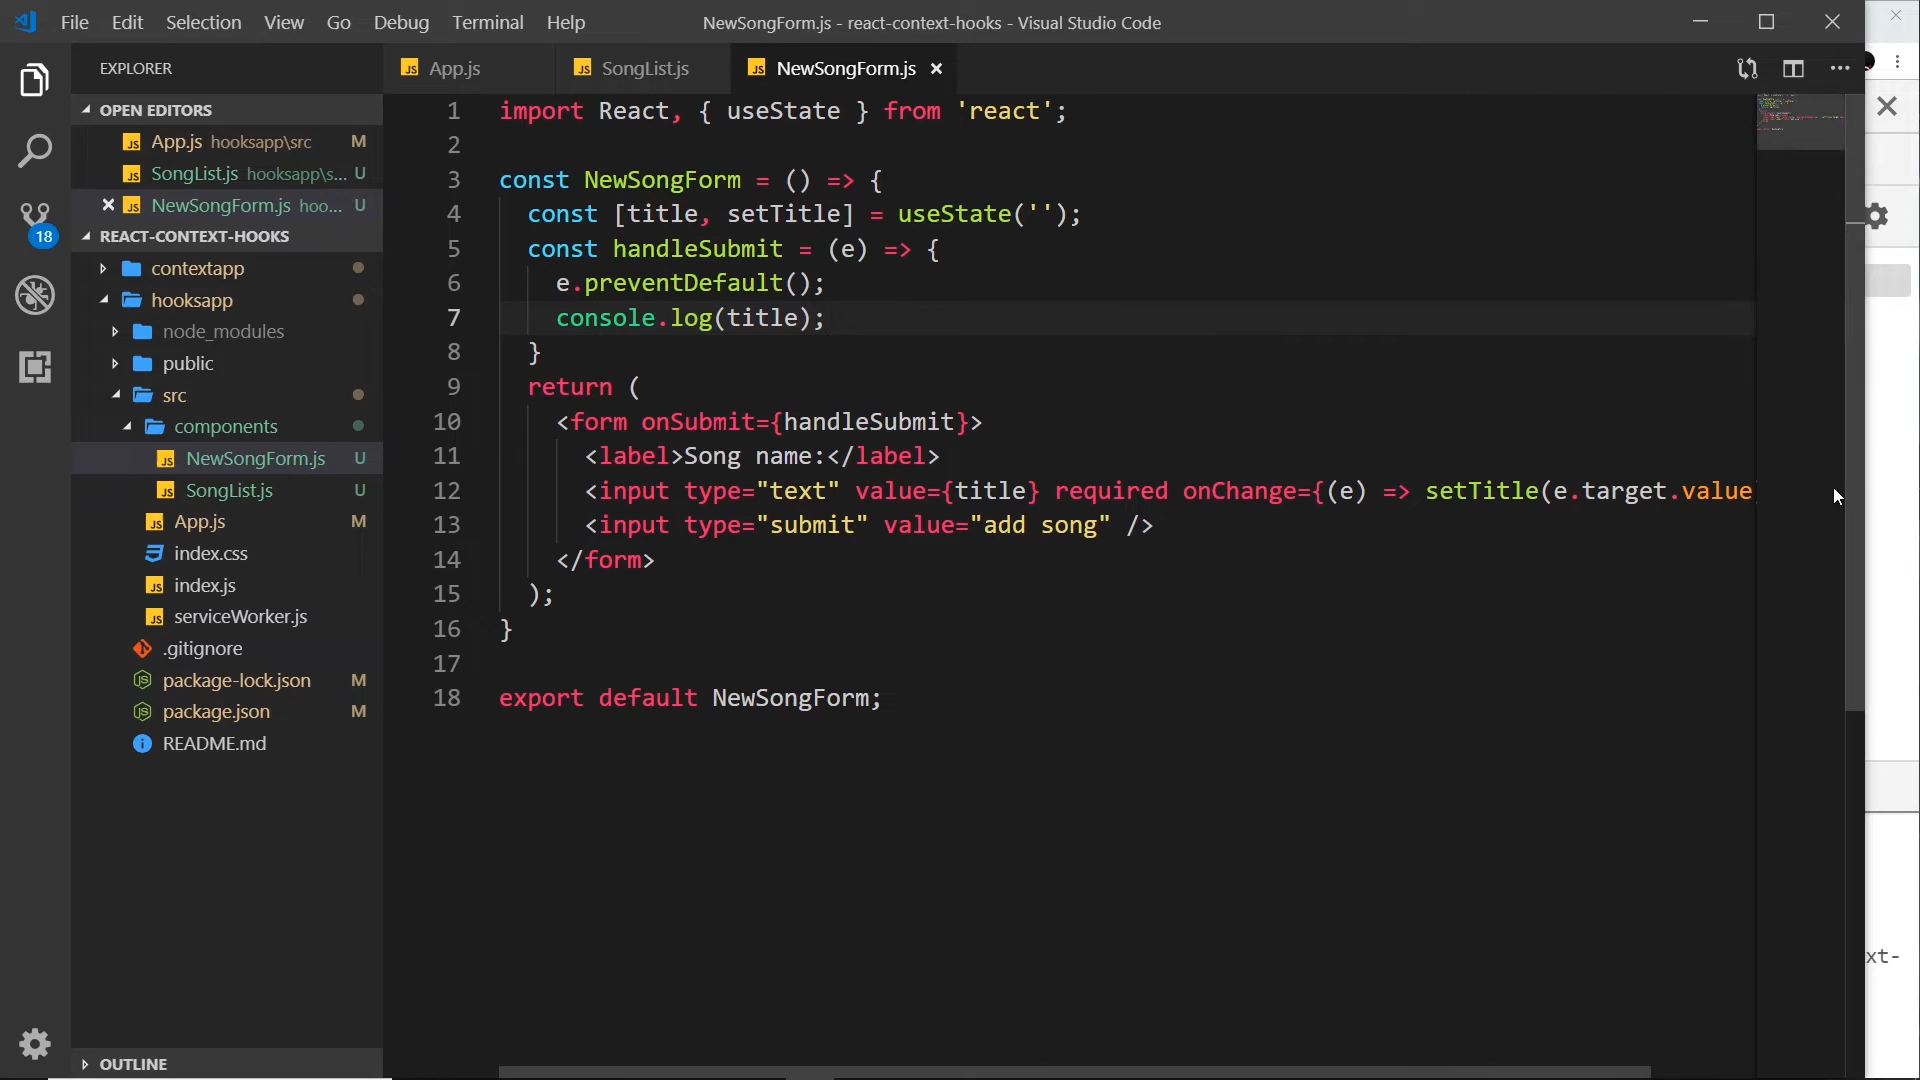 File Edit Selection View Go Debug Terminal Help NewSongForm.js - react-context-hooks - Visual Studio Code
EXPLORER
OPEN EDITORS
App.js hooksapp\src M
SongList.js hooksapp\s... U
NewSongForm.js hoo... U
18
REACT-CONTEXT-HOOKS
contextapp
hooksapp
node_modules
public
src
components
NewSongForm.js U
SongList.js U
App.js M
index.css
index.js
serviceWorker.js
.gitignore
package-lock.json M
package.json M
README.md
OUTLINE
App.js SongList.js NewSongForm.js
1 import React, { useState } from 'react';
2
3 const NewSongForm = () => {
4 const [title, setTitle] = useState('');
5 const handleSubmit = (e) => {
6 e.preventDefault();
7 console.log(title);
8 }
9 return (
10 <form onSubmit={handleSubmit}>
11 <label>Song name:</label>
12 <input type="text" value={title} required onChange={(e) => setTitle(e.target.value
13 <input type="submit" value="add song" />
14 </form>
15 );
16 }
17
18 export default NewSongForm;
xt-